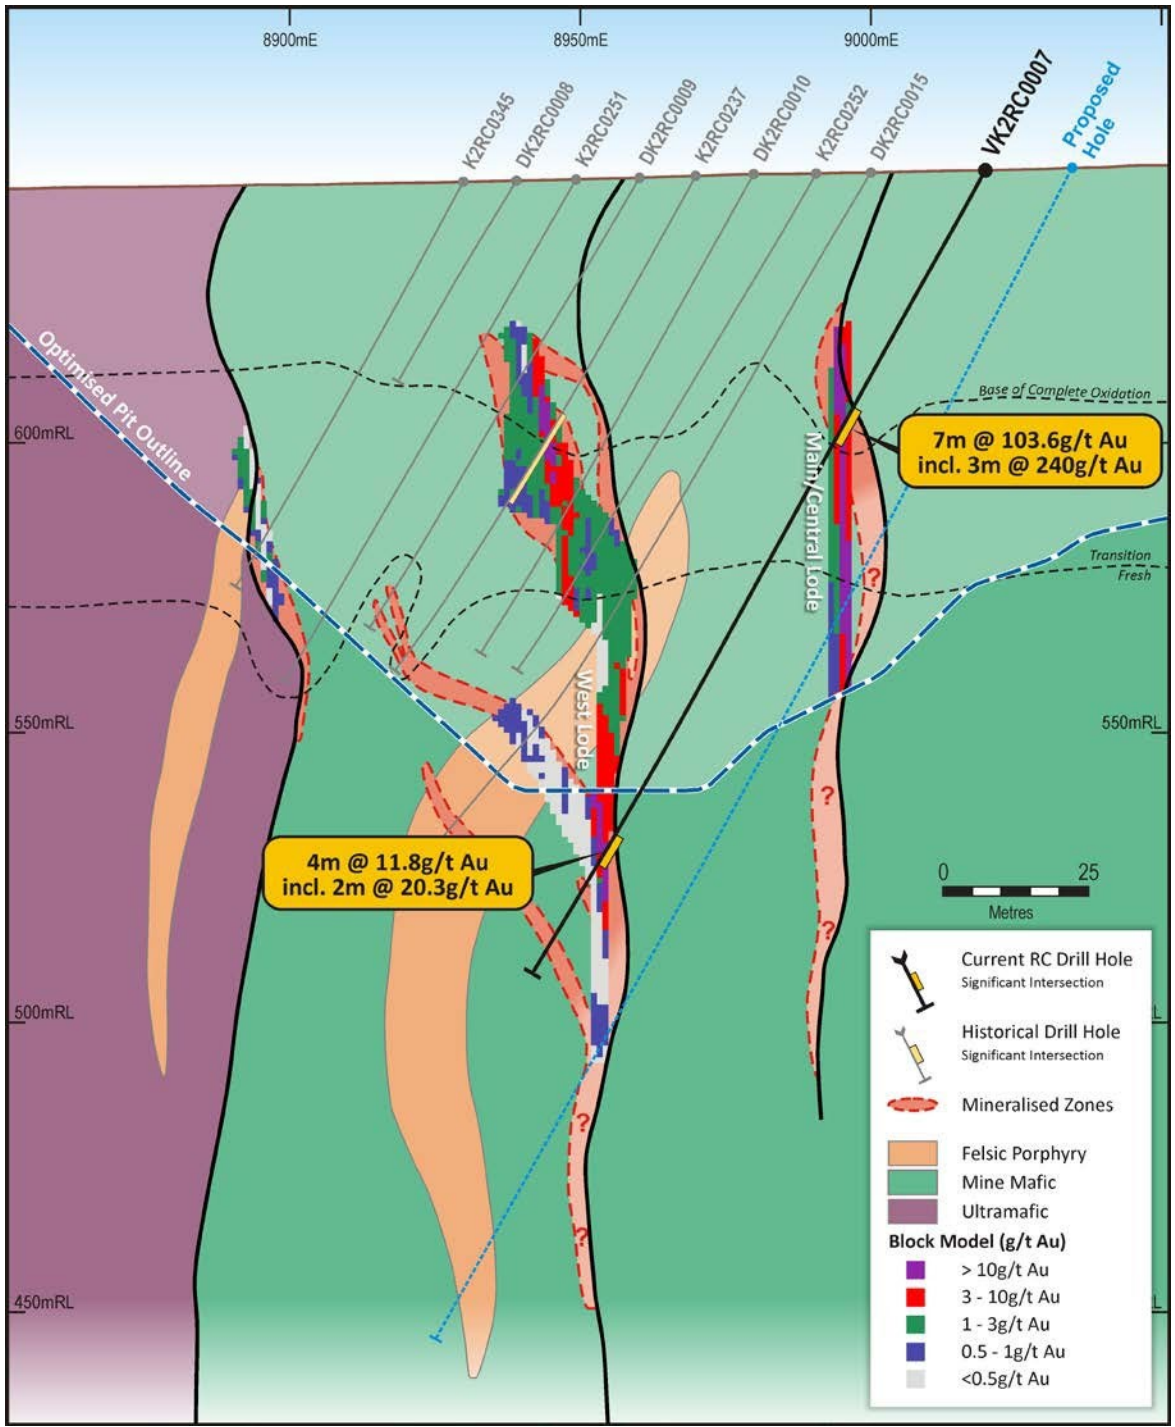 8900mE
8950mE
9000mE
K2RC0345
DK2RC0008
K2RC0251
DK2RC0009
K2RC0237
DK2RC0010
K2RC0252
DK2RC0015
VK2RC0007
Proposed
Hole
Optimised Pit Outline
Base of Complete Oxidation
600mRL
Main/Central Lode
7m @ 103.6g/t Au
incl. 3m @ 240g/t Au
Transition
Fresh
?
West Lode
550mRL
550mRL
?
4m @ 11.8g/t Au
incl. 2m @ 20.3g/t Au
0
25
Metres
?
500mRL
?
?
450mRL
Current RC Drill Hole
Significant Intersection
Historical Drill Hole
Significant Intersection
Mineralised Zones
Felsic Porphyry
Mine Mafic
Ultramafic
Block Model (g/t Au)
> 10g/t Au
3 - 10g/t Au
1 - 3g/t Au
0.5 - 1g/t Au
<0.5g/t Au